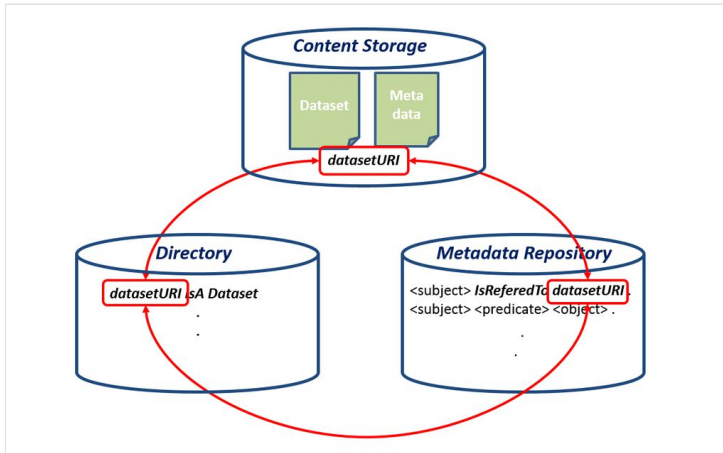 Content Storage
Dataset
Meta
data
datasetURI
Directory
datasetURI IsA Dataset
.
.
Metadata Repository
<subject> IsReferedTo datasetURI .
<subject> <predicate> <object> .
.
.